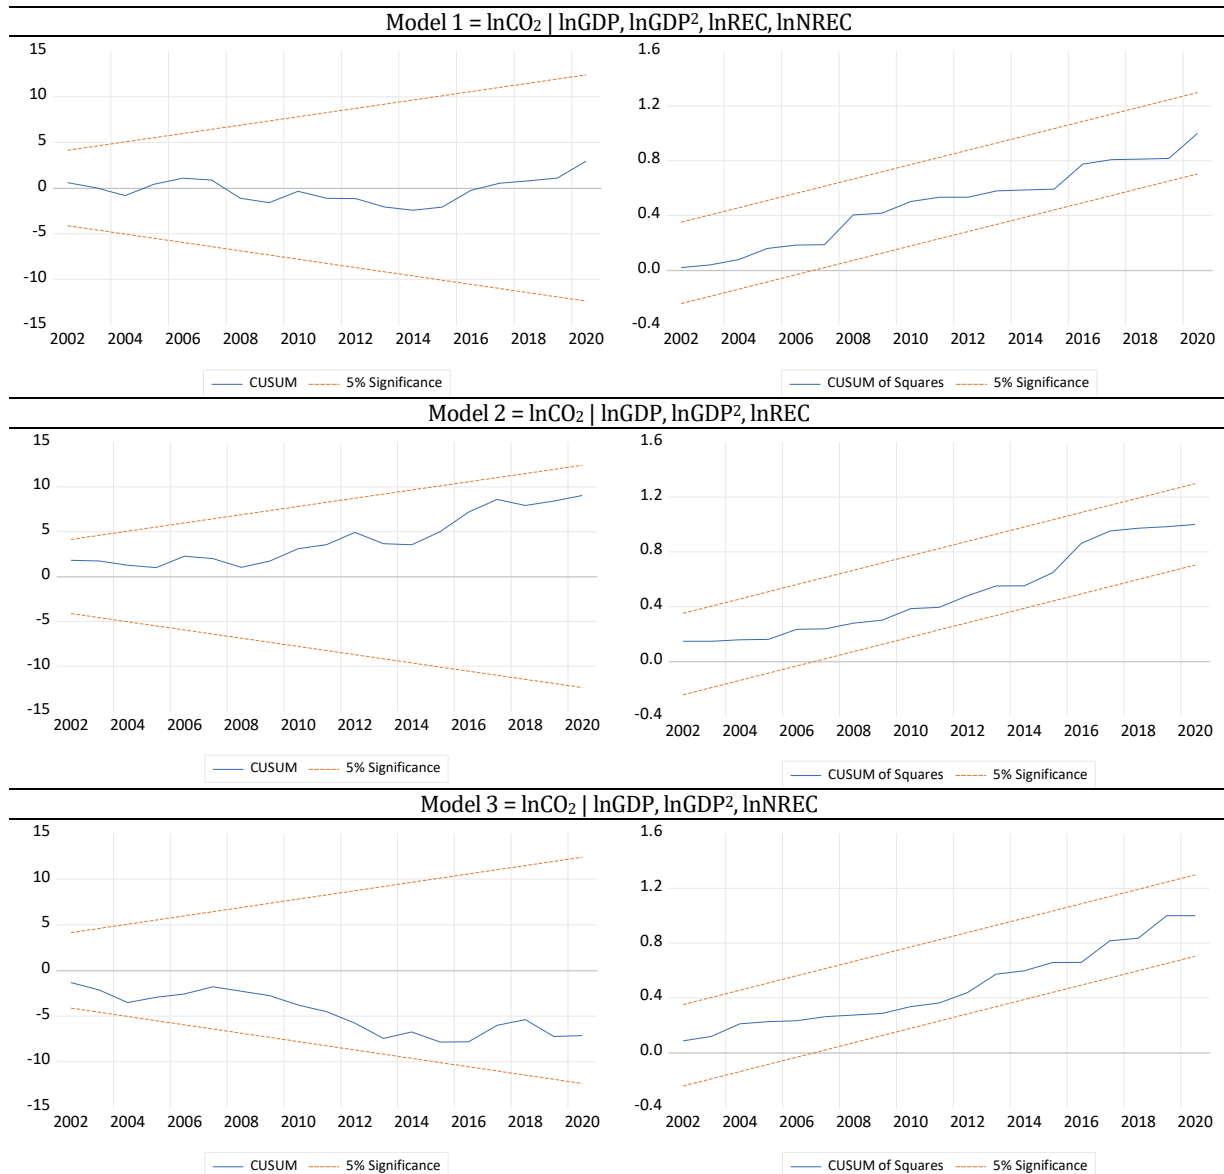 Model 1 = lnCO₂ | lnGDP, lnGDP², lnREC, lnNREC
15
10
5
0
-5
-10
-15
2002 2004 2006 2008 2010 2012 2014 2016 2018 2020
CUSUM 5% Significance
1.6
1.2
0.8
0.4
0.0
-0.4
2002 2004 2006 2008 2010 2012 2014 2016 2018 2020
CUSUM of Squares 5% Significance
Model 2 = lnCO₂ | lnGDP, lnGDP², lnREC
15
10
5
0
-5
-10
-15
2002 2004 2006 2008 2010 2012 2014 2016 2018 2020
CUSUM 5% Significance
1.6
1.2
0.8
0.4
0.0
-0.4
2002 2004 2006 2008 2010 2012 2014 2016 2018 2020
CUSUM of Squares 5% Significance
Model 3 = lnCO₂ | lnGDP, lnGDP², lnNREC
15
10
5
0
-5
-10
-15
2002 2004 2006 2008 2010 2012 2014 2016 2018 2020
CUSUM 5% Significance
1.6
1.2
0.8
0.4
0.0
-0.4
2002 2004 2006 2008 2010 2012 2014 2016 2018 2020
CUSUM of Squares 5% Significance